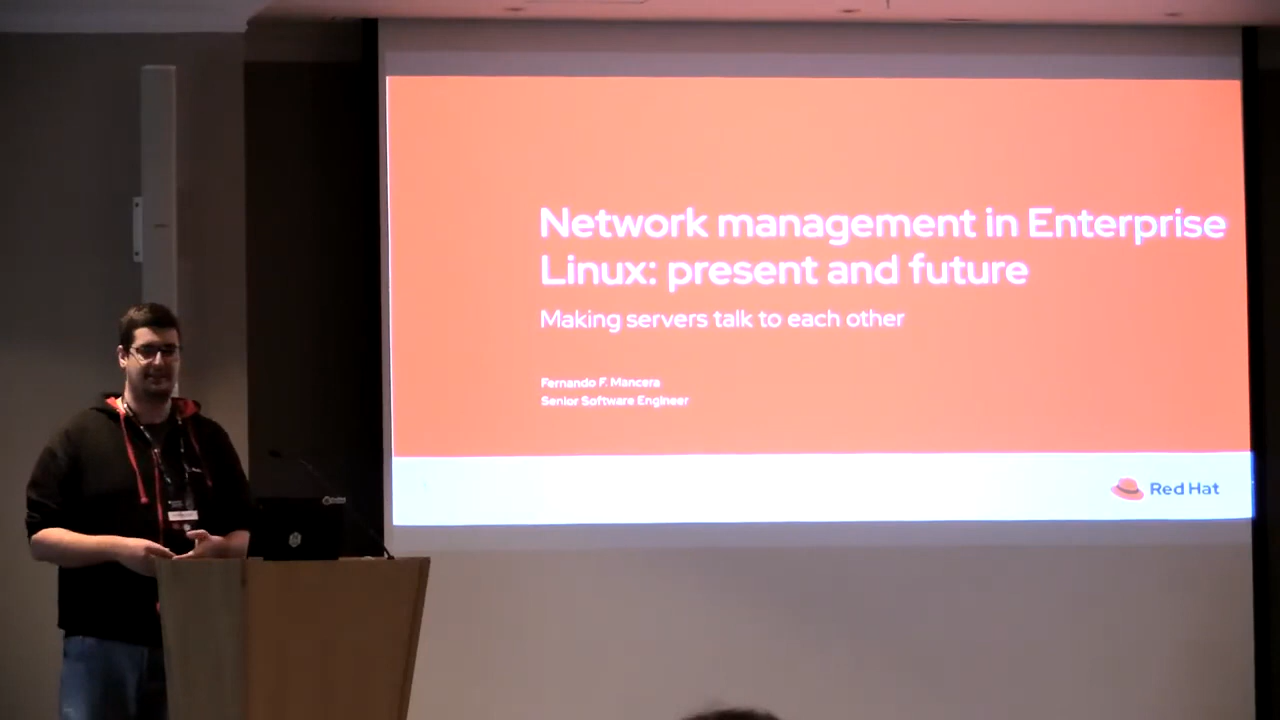 Network management in Enterprise
Linux: present and future
Making servers talk to each other
Fernando F. Mancera
Senior Software Engineer
Red Hat